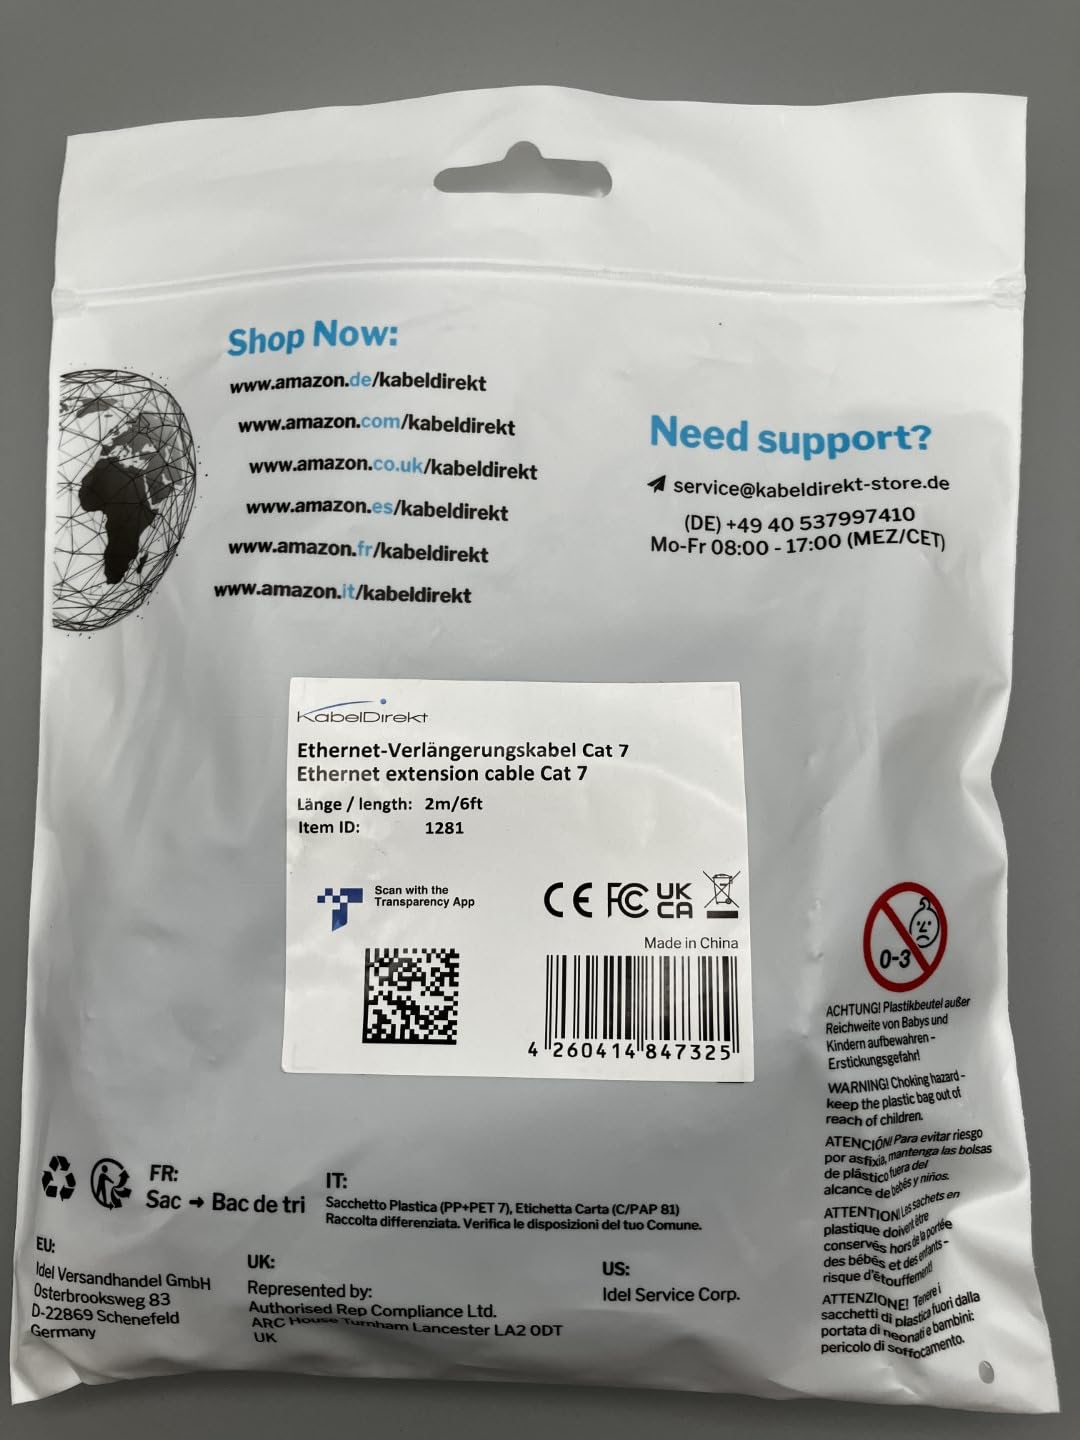 Shop Now:
www.amazon.de/kabeldirekt
www.amazon.com/kabeldirekt
www.amazon.co.uk/kabeldirekt
www.amazon.es/kabeldirekt
www.amazon.fr/kabeldirekt
www.amazon.it/kabeldirekt
Need support?
service@kabeldirekt-store.de
(DE) +49 40 537997410
Mo-Fr 08:00 - 17:00 (MEZ/CET)
KabelDirekt
Ethernet-Verlängerungskabel Cat 7
Ethernet extension cable Cat 7
Länge / length: 2m/6ft
Item ID: 1281
Scan with the
Transparency App
CE FC UK
CA
Made in China
4 260414 847325
0-3
ACHTUNG! Plastikbeutel außer
Reichweite von Babys und
Kindern aufbewahren -
Erstickungsgefahr!
WARNING! Choking hazard -
keep the plastic bag out of
reach of children.
ATENCIÓN! Para evitar riesgo
por asfixia, mantenga las bolsas
de plástico fuera del
alcance de bebés y niños.
ATTENTION! Les sachets en
plastique doivent être
conservés hors de la portée
des bébés et des enfants -
risque d'étouffement!
ATTENZIONE! Tenere i
sacchetti di plastica fuori dalla
portata di neonati e bambini:
pericolo di soffocamento.
FR:
Sac → Bac de tri
IT:
Sacchetto Plastica (PP+PET 7), Etichetta Carta (C/PAP 81)
Raccolta differenziata. Verifica le disposizioni del tuo Comune.
EU:
Idel Versandhandel GmbH
Osterbrooksweg 83
D-22869 Schenefeld
Germany
UK:
Represented by:
Authorised Rep Compliance Ltd.
ARC House Turnham Lancester LA2 0DT
UK
US:
Idel Service Corp.